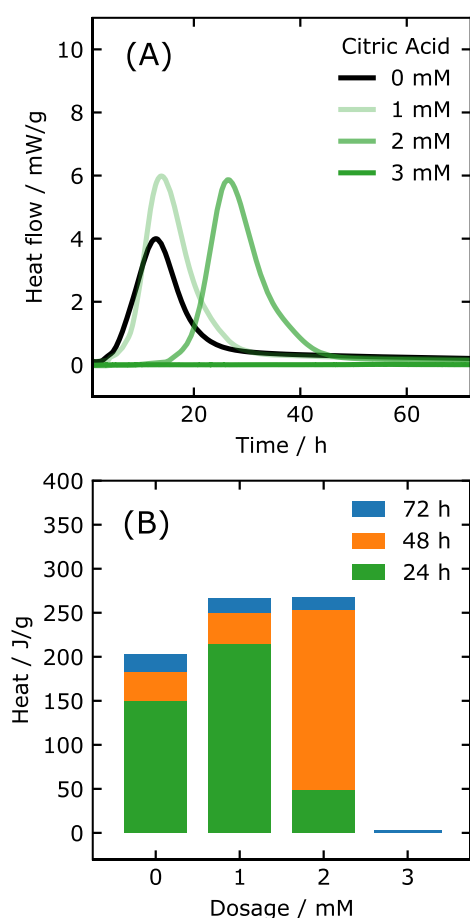 (A)
Citric Acid
0 mM
1 mM
2 mM
3 mM
10
8
6
4
2
0
Heat flow / mW/g
20
40
60
Time / h
(B)
72 h
48 h
24 h
400
350
300
250
200
150
100
50
0
Heat / J/g
0
1
2
3
Dosage / mM